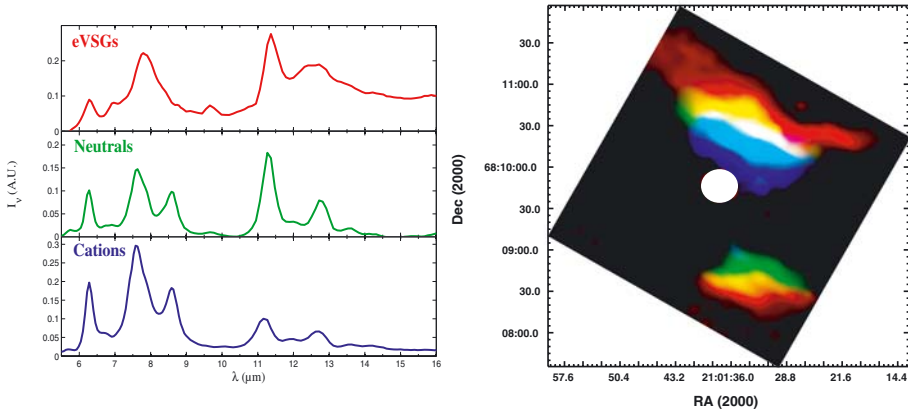 eVSGs
0.2
0.1
0
Neutrals
0.2
0.15
0.1
0.05
0
Cations
0.3
0.25
0.2
0.15
0.1
0.05
0
I_ν (A.U.)
6 7 8 9 10 11 12 13 14 15 16
λ (μm)
30.0
11:00.0
30.0
68:10:00.0
30.0
09:00.0
30.0
08:00.0
Dec (2000)
57.6 50.4 43.2 21:01:36.0 28.8 21.6 14.4
RA (2000)